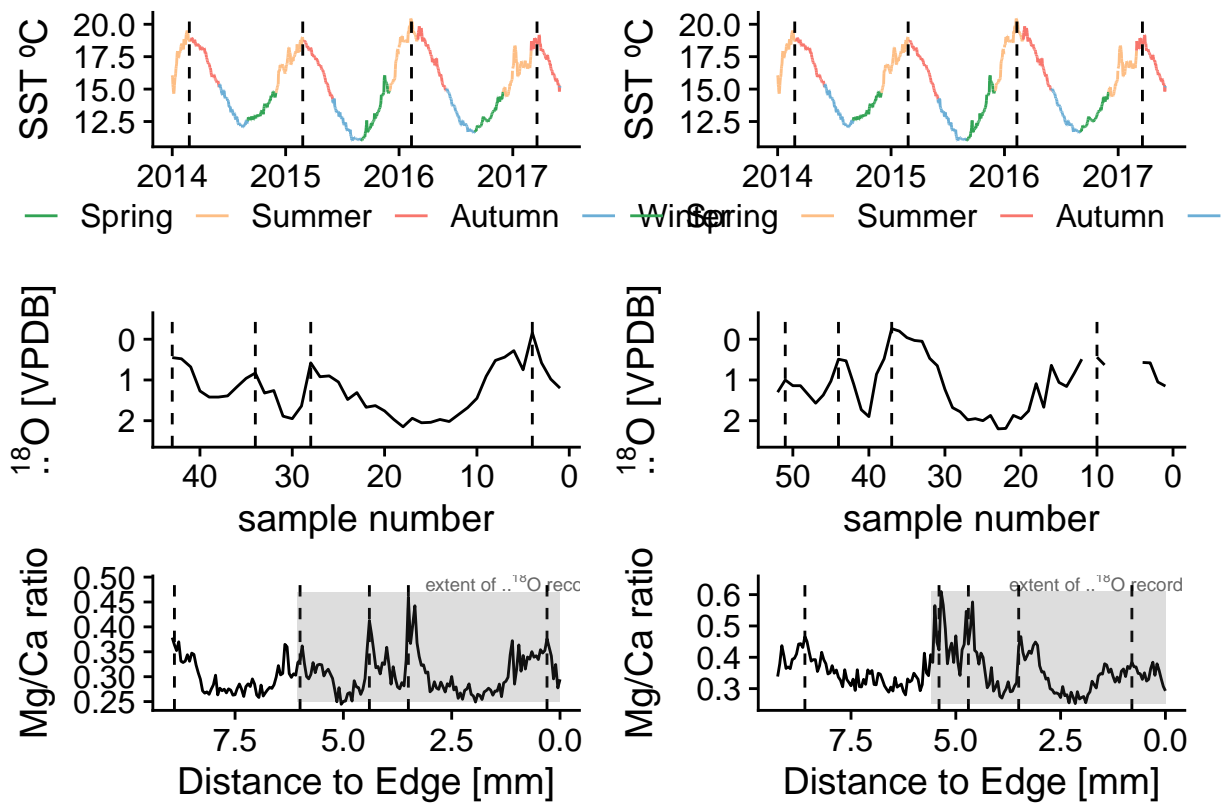 SST ºC
20.0
17.5
15.0
12.5
2014 2015 2016 2017
Spring Summer Autumn Winter
SST ºC
20.0
17.5
15.0
12.5
2014 2015 2016 2017
Spring Summer Autumn
..¹⁸O [VPDB]
0
1
2
40 30 20 10 0
sample number
..¹⁸O [VPDB]
0
1
2
50 40 30 20 10 0
sample number
Mg/Ca ratio
0.50
0.45
0.40
0.35
0.30
0.25
extent of ..¹⁸O reco
7.5 5.0 2.5 0.0
Distance to Edge [mm]
Mg/Ca ratio
0.6
0.5
0.4
0.3
extent of ..¹⁸O record
7.5 5.0 2.5 0.0
Distance to Edge [mm]